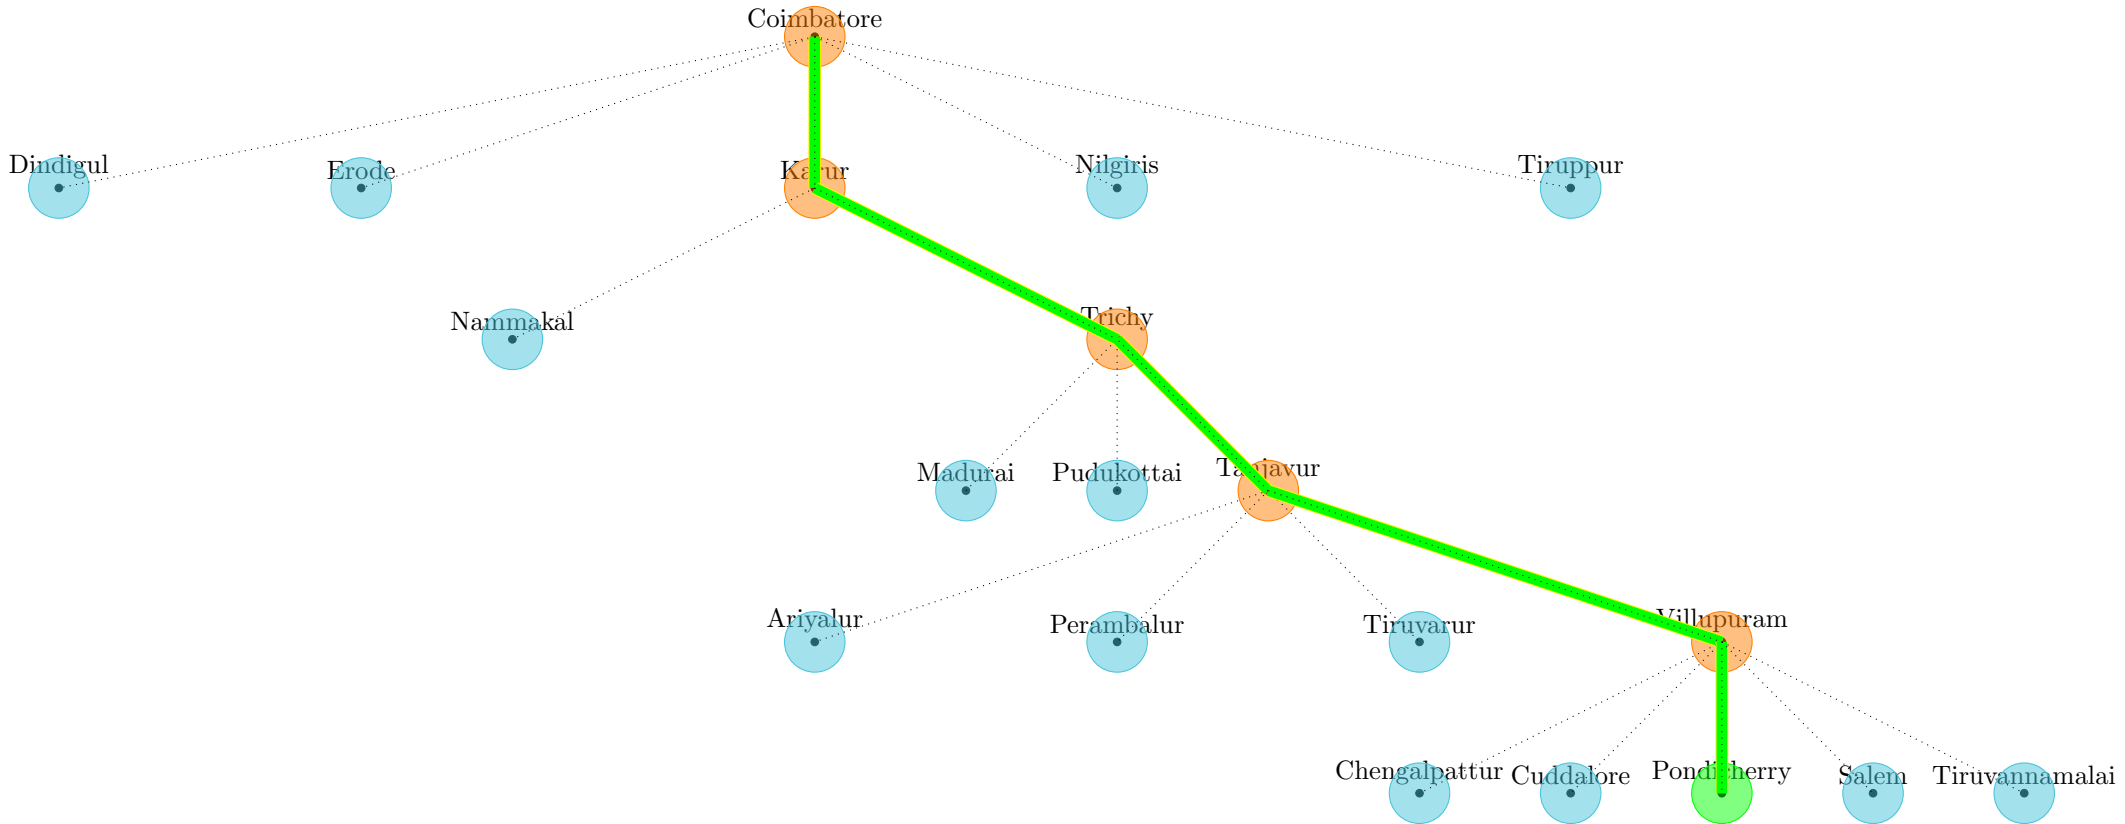 Coimbatore
Dindigul
Erode
Karur
Nilgiris
Tiruppur
Nammakal
Trichy
Madurai
Pudukottai
Tanjavur
Ariyalur
Perambalur
Tiruvarur
Villupuram
Chengalpattur
Cuddalore
Pondicherry
Salem
Tiruvannamalai